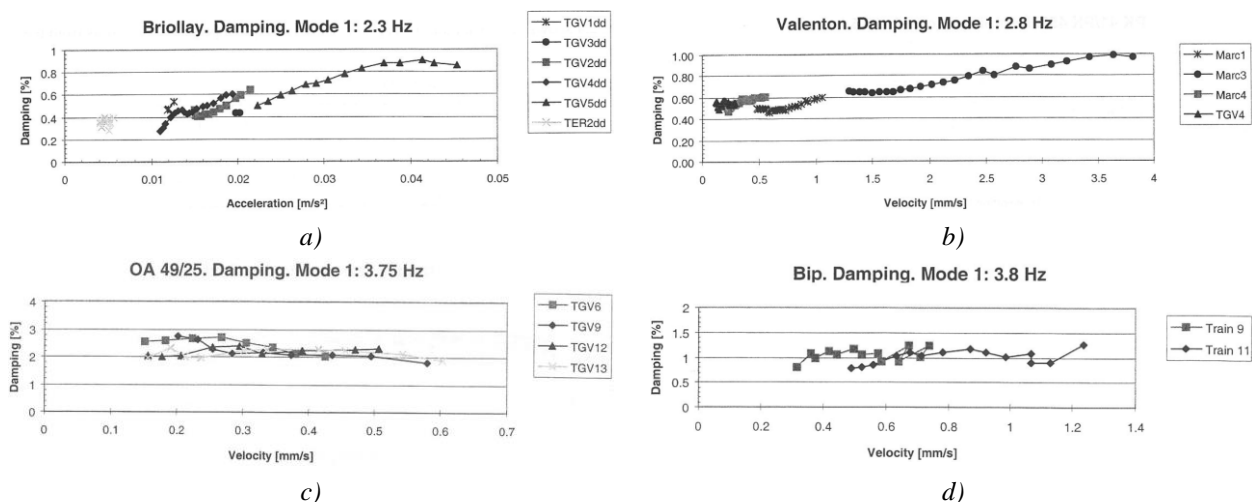 Briollay. Damping. Mode 1: 2.3 Hz
Damping [%]
1
0.8
0.6
0.4
0.2
0
0
0.01
0.02
0.03
0.04
0.05
Acceleration [m/s²]
TGV1dd
TGV3dd
TGV2dd
TGV4dd
TGV5dd
TER2dd
a)
Valenton. Damping. Mode 1: 2.8 Hz
Damping [%]
1.00
0.80
0.60
0.40
0.20
0.00
0
0.5
1
1.5
2
2.5
3
3.5
4
Velocity [mm/s]
Marc1
Marc3
Marc4
TGV4
b)
OA 49/25. Damping. Mode 1: 3.75 Hz
Damping [%]
4
3
2
1
0
0
0.1
0.2
0.3
0.4
0.5
0.6
0.7
Velocity [mm/s]
TGV6
TGV9
TGV12
TGV13
c)
Bip. Damping. Mode 1: 3.8 Hz
Damping [%]
2
1.5
1
0.5
0
0
0.2
0.4
0.6
0.8
1
1.2
1.4
Velocity [mm/s]
Train 9
Train 11
d)